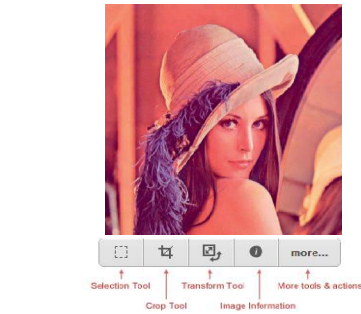 more...
Selection Tool
Transform Tool
More tools & actions
Crop Tool
Image Information